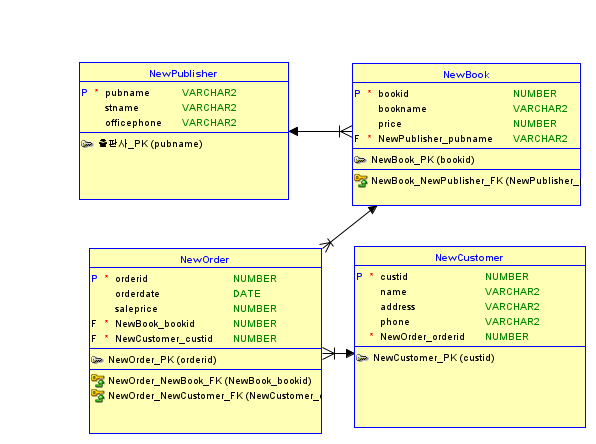 NewPublisher
P * pubname VARCHAR2
stname VARCHAR2
officephone VARCHAR2
출판사_PK (pubname)
NewBook
P * bookid NUMBER
bookname VARCHAR2
price NUMBER
F * NewPublisher_pubname VARCHAR2
NewBook_PK (bookid)
NewBook_NewPublisher_FK (NewPublisher_
NewOrder
P * orderid NUMBER
orderdate DATE
saleprice NUMBER
F * NewBook_bookid NUMBER
F * NewCustomer_custid NUMBER
NewOrder_PK (orderid)
NewOrder_NewBook_FK (NewBook_bookid)
NewOrder_NewCustomer_FK (NewCustomer_
NewCustomer
P * custid NUMBER
name VARCHAR2
address VARCHAR2
phone VARCHAR2
* NewOrder_orderid NUMBER
NewCustomer_PK (custid)